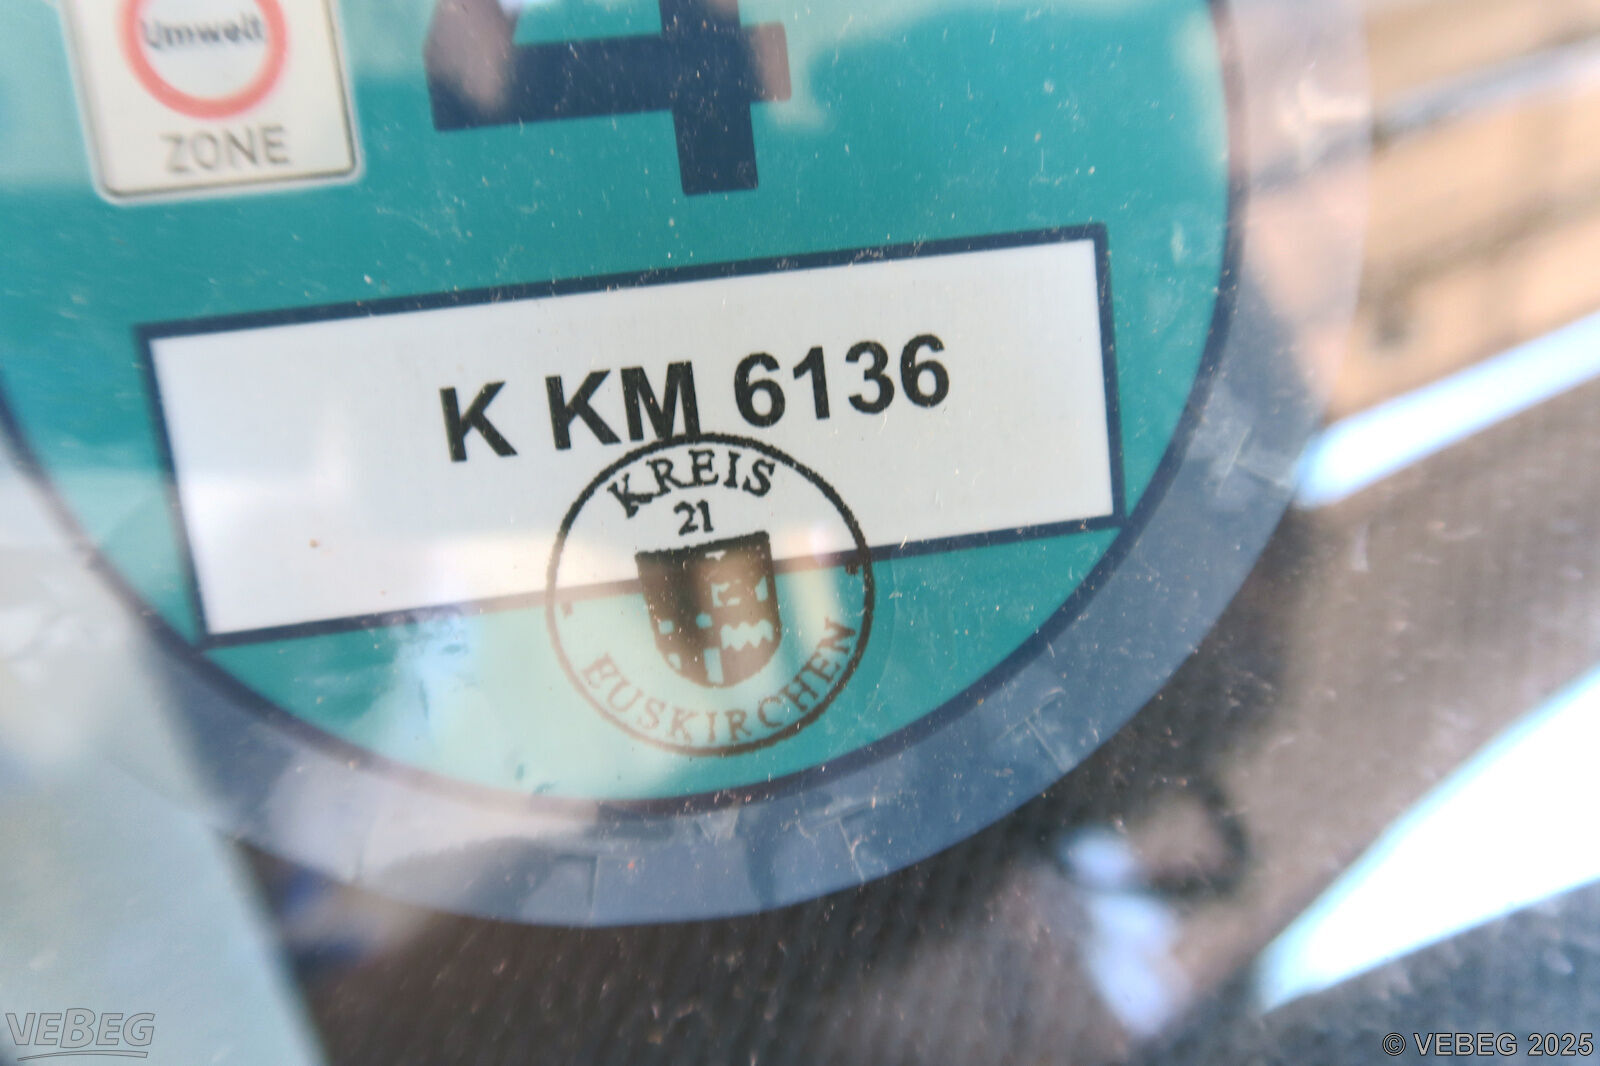 Umwelt
ZONE
4
K KM 6136
KREIS
21
EUSKIRCHEN
VEBEG
© VEBEG 2025